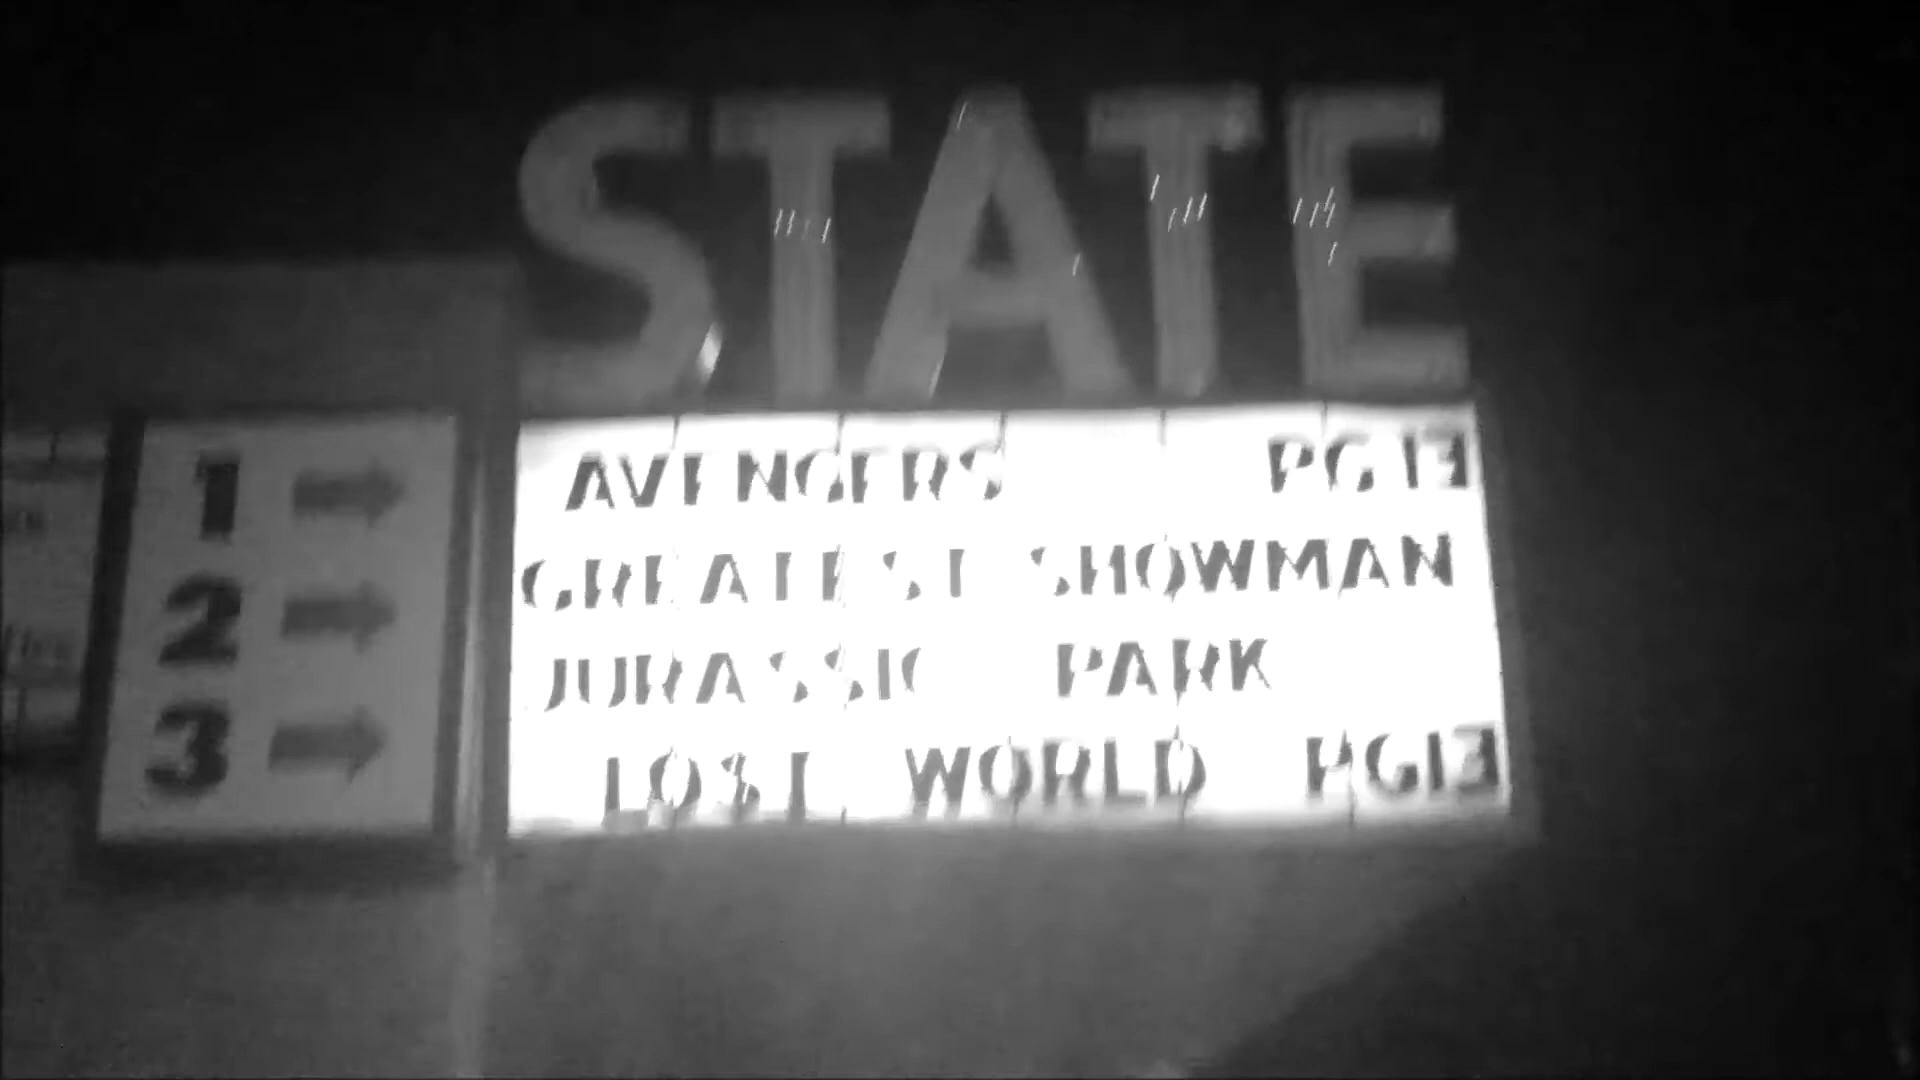 STATE
1
2
3
AVENGERS PG13
GREATEST SHOWMAN
JURASSIC PARK
LOST WORLD PG13